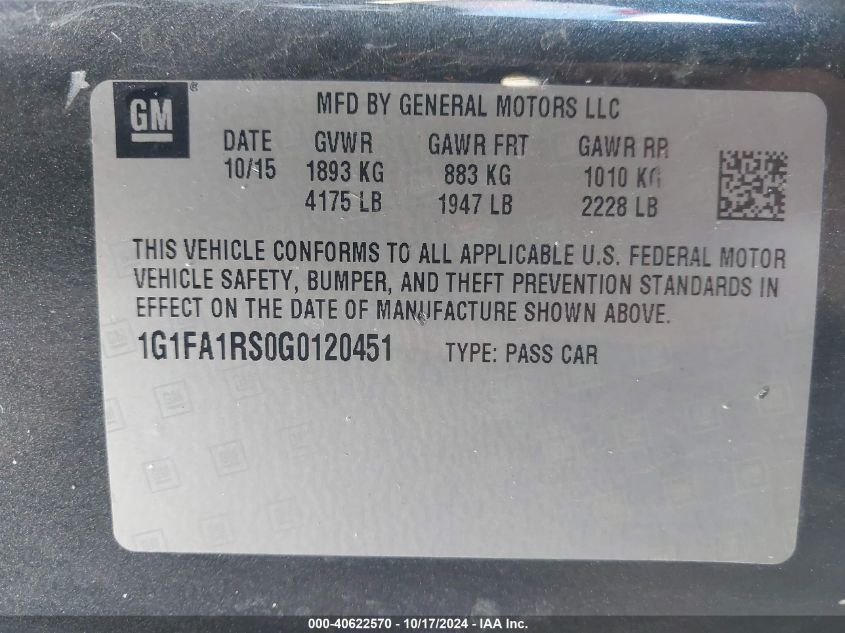 GM ®
MFD BY GENERAL MOTORS LLC
DATE GVWR GAWR FRT GAWR RR
10/15 1893 KG 883 KG 1010 KG
4175 LB 1947 LB 2228 LB
THIS VEHICLE CONFORMS TO ALL APPLICABLE U.S. FEDERAL MOTOR
VEHICLE SAFETY, BUMPER, AND THEFT PREVENTION STANDARDS IN
EFFECT ON THE DATE OF MANUFACTURE SHOWN ABOVE.
1G1FA1RS0G0120451 TYPE: PASS CAR
000-40622570 - 10/17/2024 - IAA Inc.